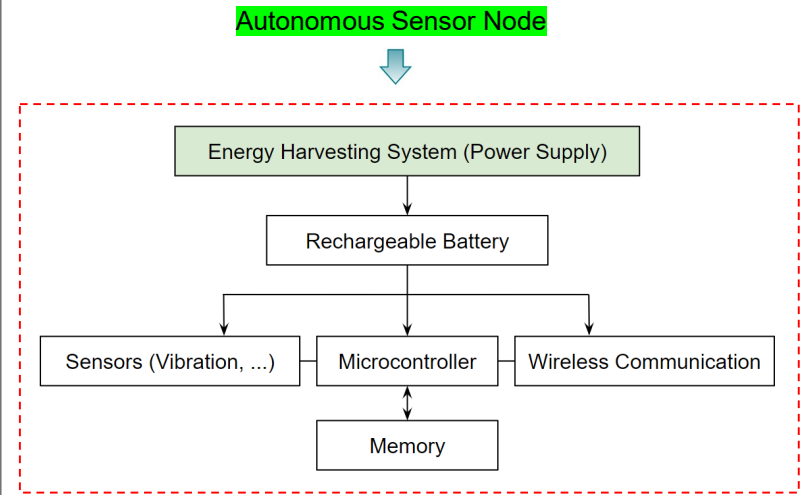 Autonomous Sensor Node
Energy Harvesting System (Power Supply)
Rechargeable Battery
Sensors (Vibration, ...)
Microcontroller
Wireless Communication
Memory